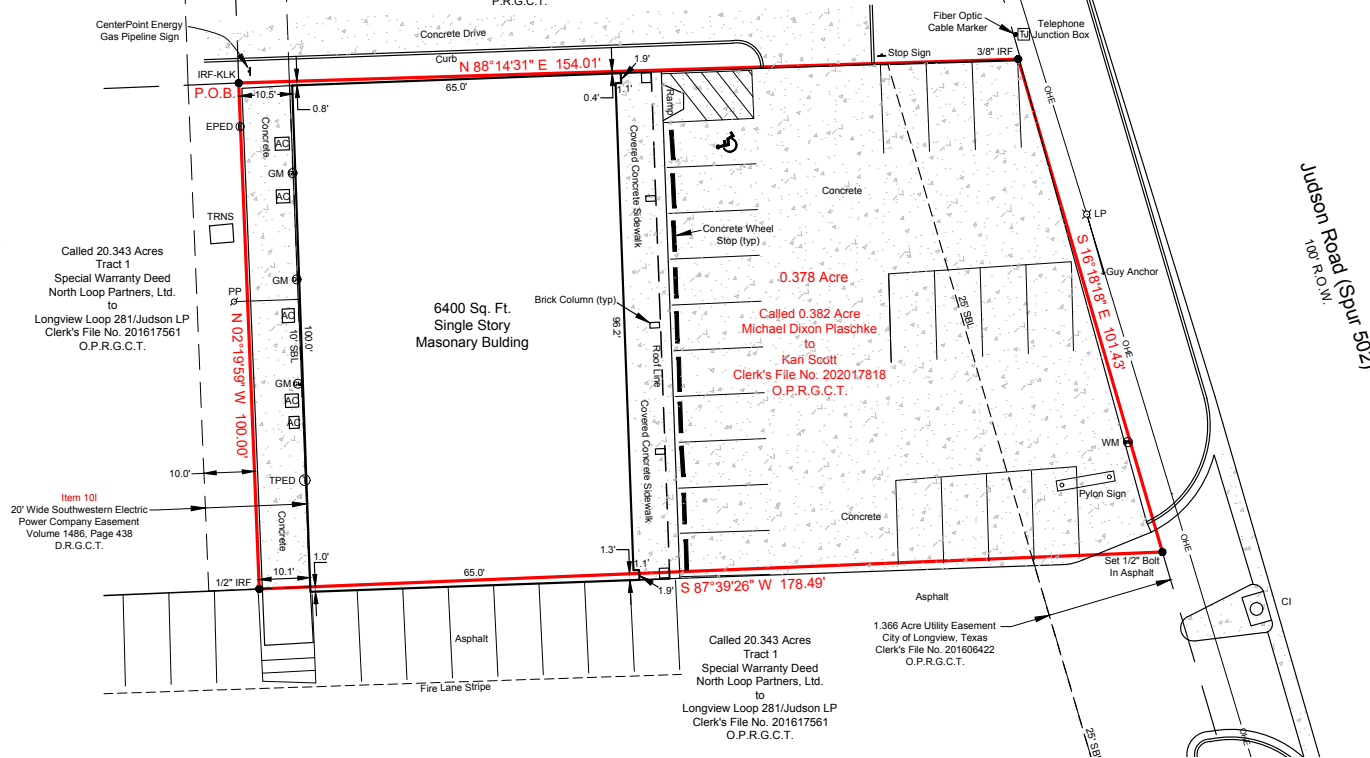 P.R.G.C.T.
CenterPoint Energy
Gas Pipeline Sign
Concrete Drive
Fiber Optic
Cable Marker
TJ
Telephone
Junction Box
IRF-KLK
Curb
N 88°14'31" E 154.01'
1.9'
Stop Sign
3/8" IRF
P.O.B.
10.5'
65.0'
1.1'
0.4'
0.8'
Ramp
OHE
EPED
E
Concrete
AC
GM
AC
Covered Concrete Sidewalk
Concrete
Judson Road (Spur 502)
100' R.O.W.
TRNS
LP
Concrete Wheel
Stop (typ)
Called 20.343 Acres
Tract 1
Special Warranty Deed
North Loop Partners, Ltd.
to
Longview Loop 281/Judson LP
Clerk's File No. 201617561
O.P.R.G.C.T.
S 16°18'18" E 101.43'
Guy Anchor
GM
0.378 Acre
PP
N 02°19'59" W 100.00'
AC
10' SBL
100.0'
6400 Sq. Ft.
Single Story
Masonary Bulding
96.2'
Brick Column (typ)
Roof Line
Called 0.382 Acre
Michael Dixon Plaschke
to
Kari Scott
Clerk's File No. 202017818
O.P.R.G.C.T.
25' SBL
OHE
GM
AC
AC
Covered Concrete Sidewalk
WM
10.0'
TPED
Pylon Sign
Item 10I
20' Wide Southwestern Electric
Power Company Easement
Volume 1486, Page 438
D.R.G.C.T.
Concrete
Concrete
OHE
1.0'
1.3'
1.1'
1/2" IRF
10.1'
65.0'
1.9'
S 87°39'26" W 178.49'
Set 1/2" Bolt
In Asphalt
Asphalt
CI
Asphalt
1.366 Acre Utility Easement
City of Longview, Texas
Clerk's File No. 201606422
O.P.R.G.C.T.
Called 20.343 Acres
Tract 1
Special Warranty Deed
North Loop Partners, Ltd.
to
Longview Loop 281/Judson LP
Clerk's File No. 201617561
O.P.R.G.C.T.
Fire Lane Stripe
25' SB
OHE